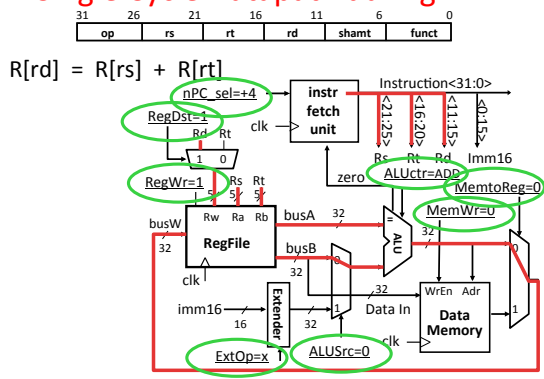 31 26 21 16 11 6 0
op rs rt rd shamt funct
R[rd] = R[rs] + R[rt]
nPC_sel=+4
instr fetch unit
Instruction<31:0>
<21:25>
<16:20>
<11:15>
<0:15>
clk
Rs Rt Rd Imm16
RegDst=1
Rd Rt
1 0
zero
ALUctr=ADD
MemtoReg=0
RegWr=1
Rs Rt
5 5 5
MemWr=0
busW
32
Rw Ra Rb
RegFile
busA
32
busB
32
clk
=
ALU
32
0
0
imm16
16
Extender
32
1
32
Data In
WrEn Adr
Data Memory
1
clk
ExtOp=x
ALUSrc=0